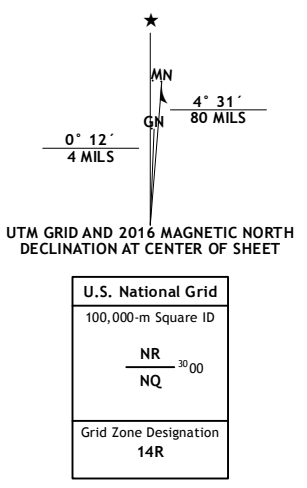 ★
MN
GN
4° 31´
80 MILS
0° 12´
4 MILS
UTM GRID AND 2016 MAGNETIC NORTH
DECLINATION AT CENTER OF SHEET
U.S. National Grid
100,000-m Square ID
NR
3000
NQ
Grid Zone Designation
14R